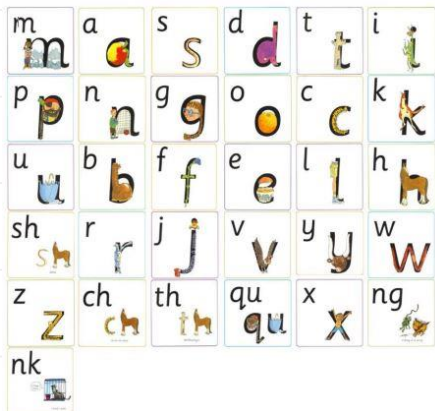 m a s d t i
p n g o c k
u b f e l h
sh r j v y w
z ch th qu x ng
nk